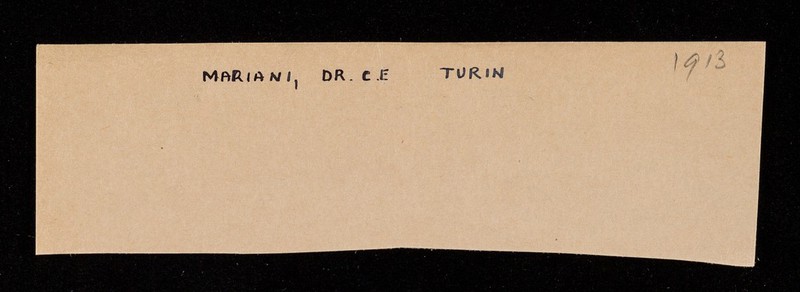 MARIANI, DR. C.E TURIN 1913